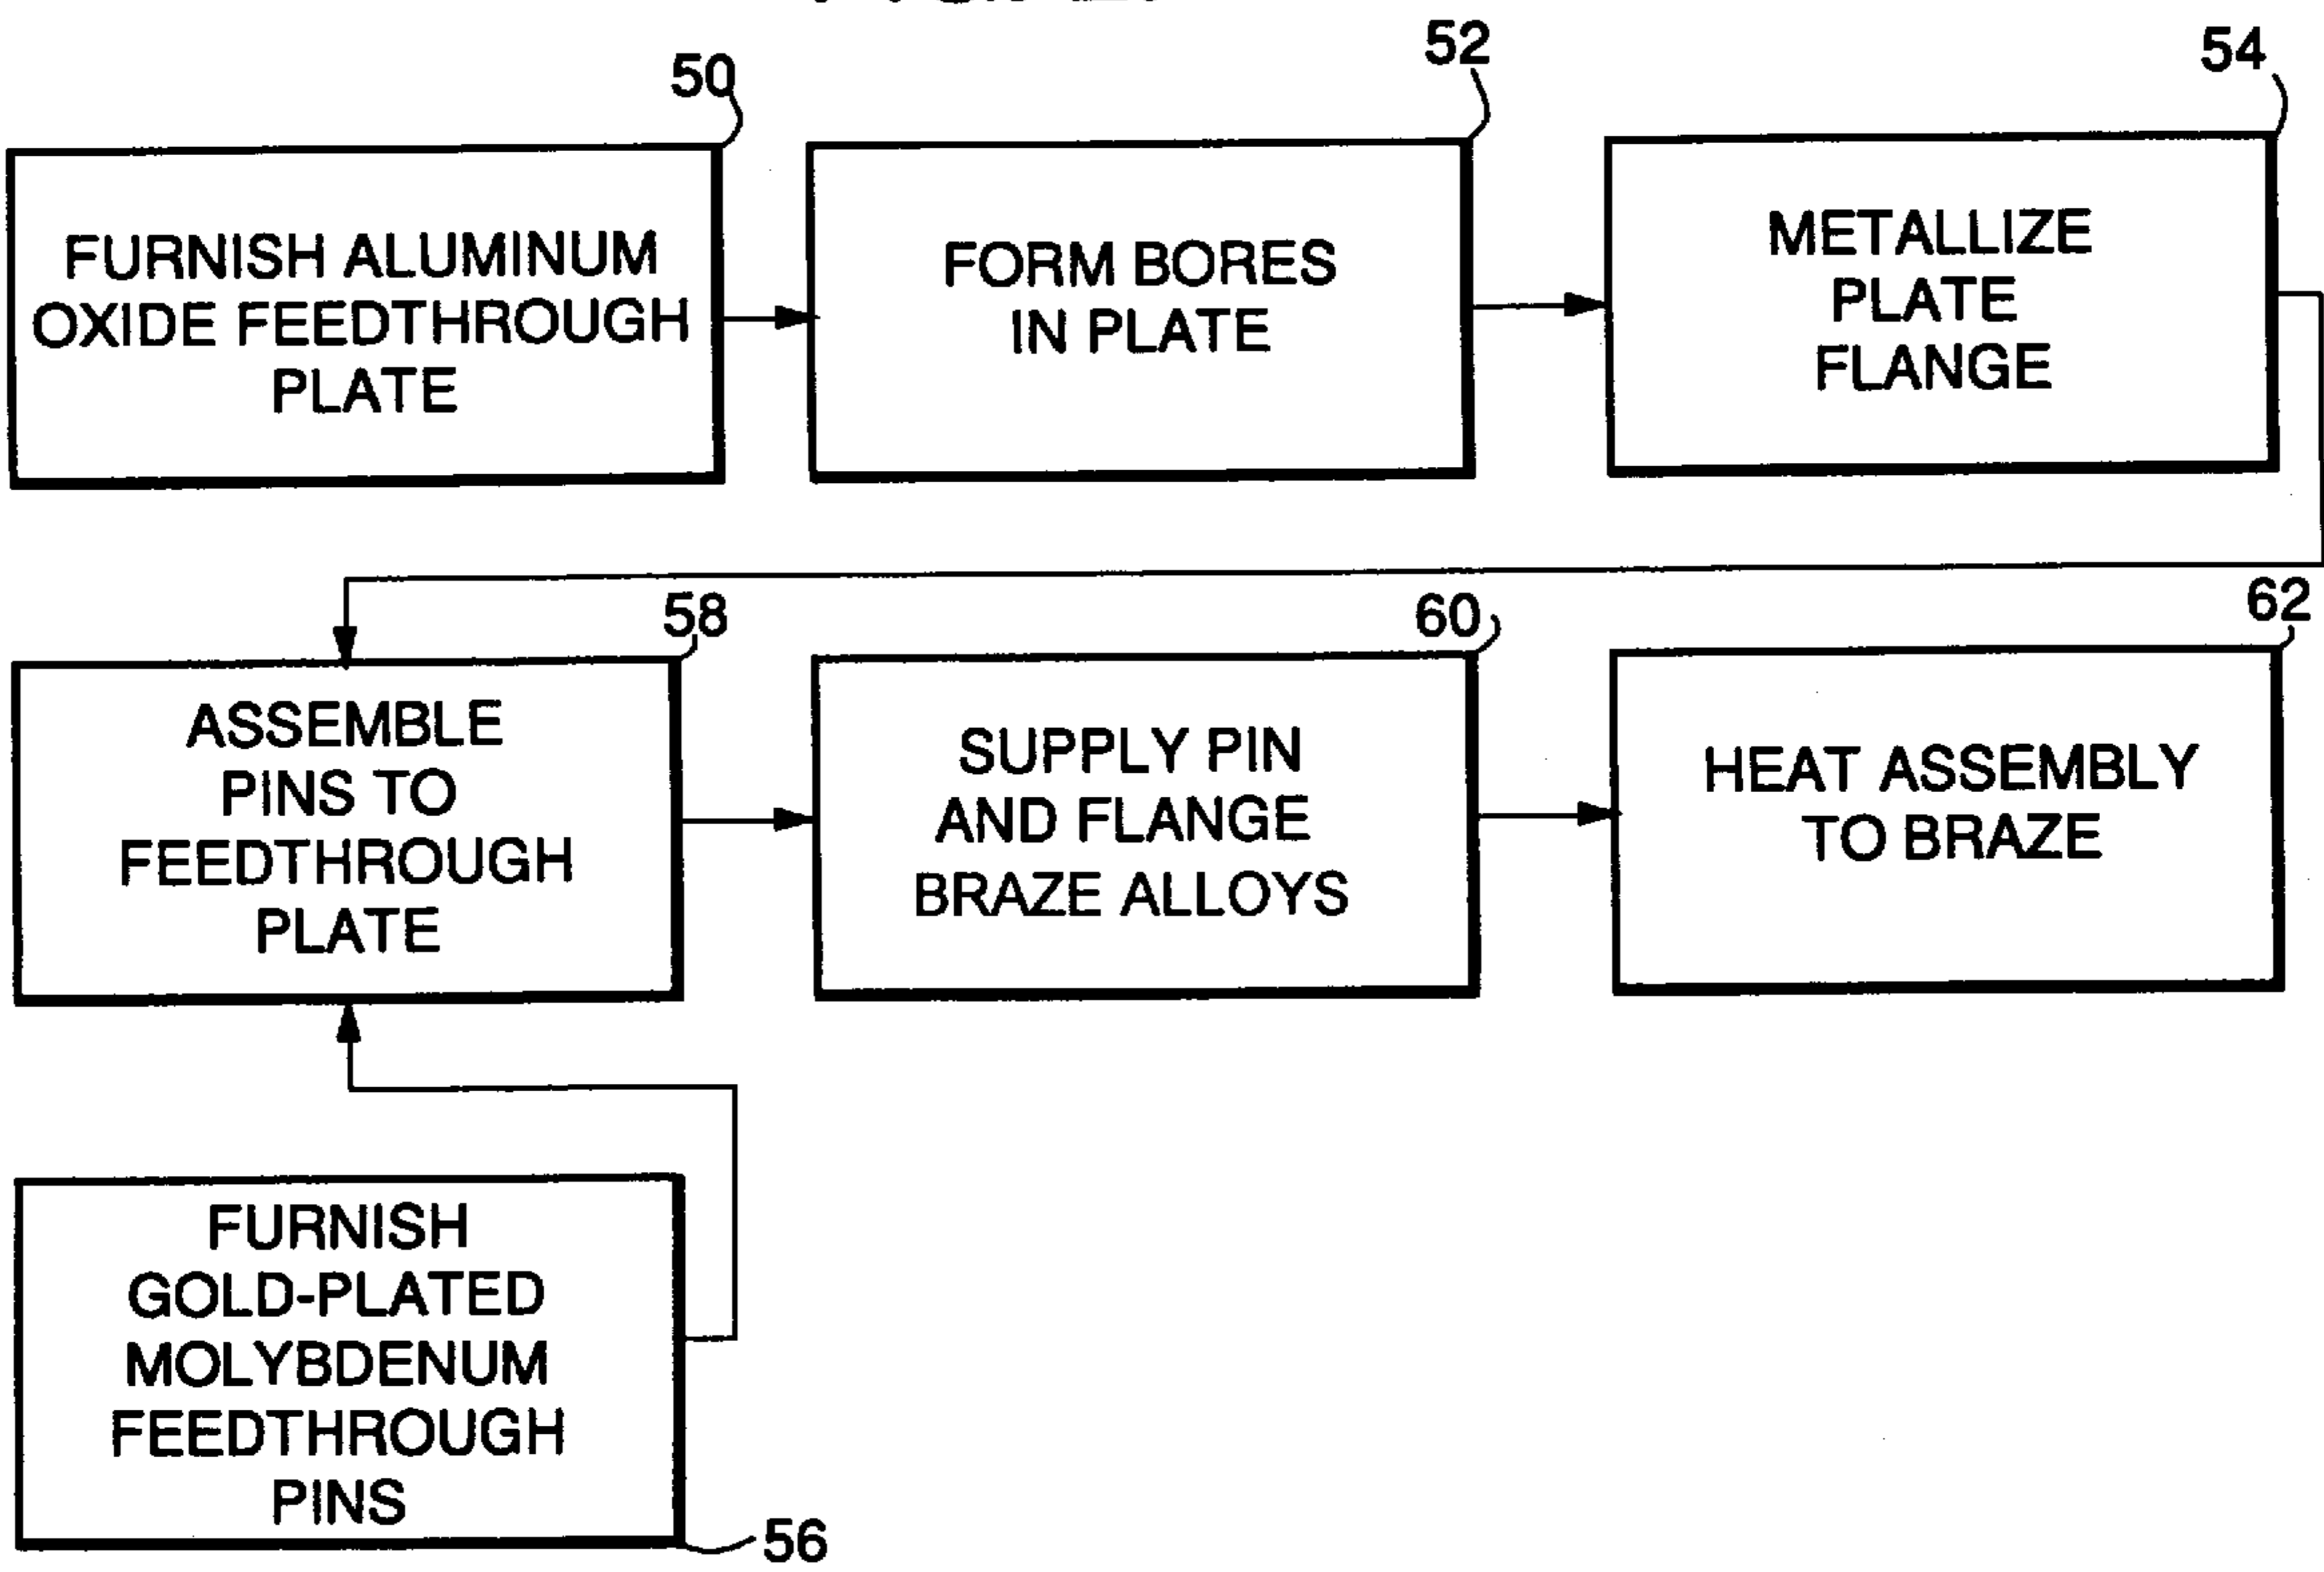 50
52
54
FURNISH ALUMINUM
OXIDE FEEDTHROUGH
PLATE
FORM BORES
IN PLATE
METALLIZE
PLATE
FLANGE
58
60
62
ASSEMBLE
PINS TO
FEEDTHROUGH
PLATE
SUPPLY PIN
AND FLANGE
BRAZE ALLOYS
HEAT ASSEMBLY
TO BRAZE
FURNISH
GOLD-PLATED
MOLYBDENUM
FEEDTHROUGH
PINS
56